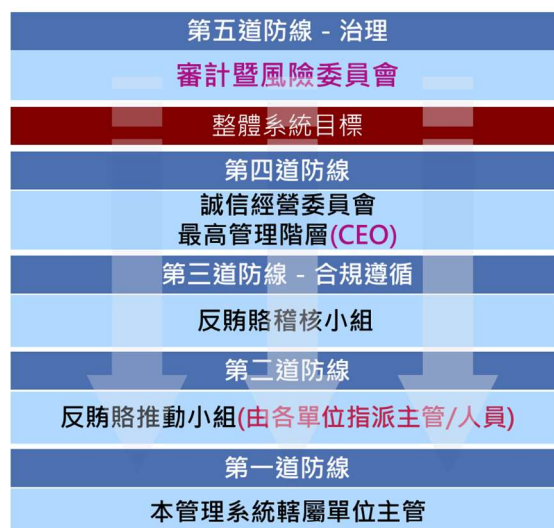 第五道防線 - 治理
審計暨風險委員會
整體系統目標
第四道防線
誠信經營委員會
最高管理階層(CEO)
第三道防線 - 合規遵循
反賄賂稽核小組
第二道防線
反賄賂推動小組(由各單位指派主管/人員)
第一道防線
本管理系統轄屬單位主管